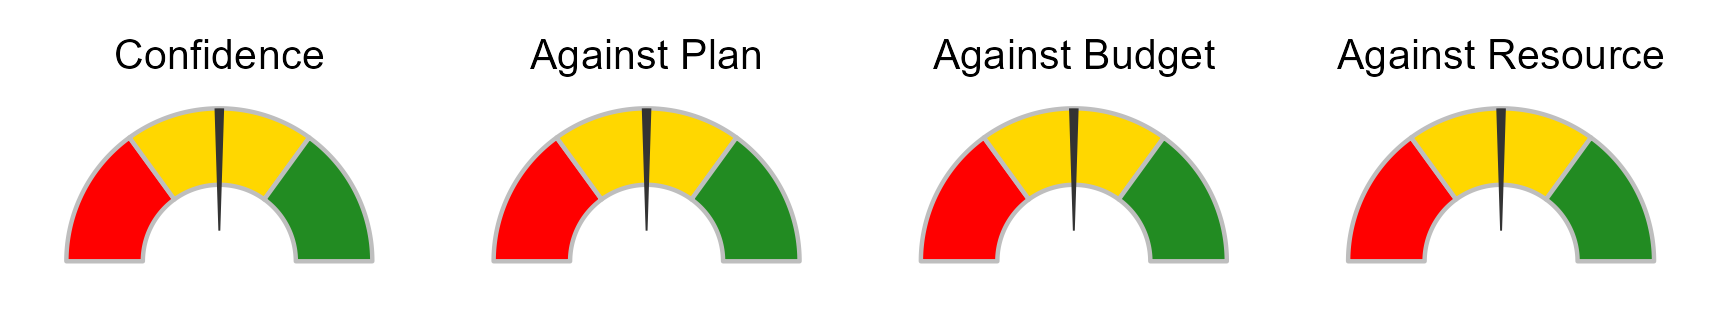 Confidence
Against Plan
Against Budget
Against Resource